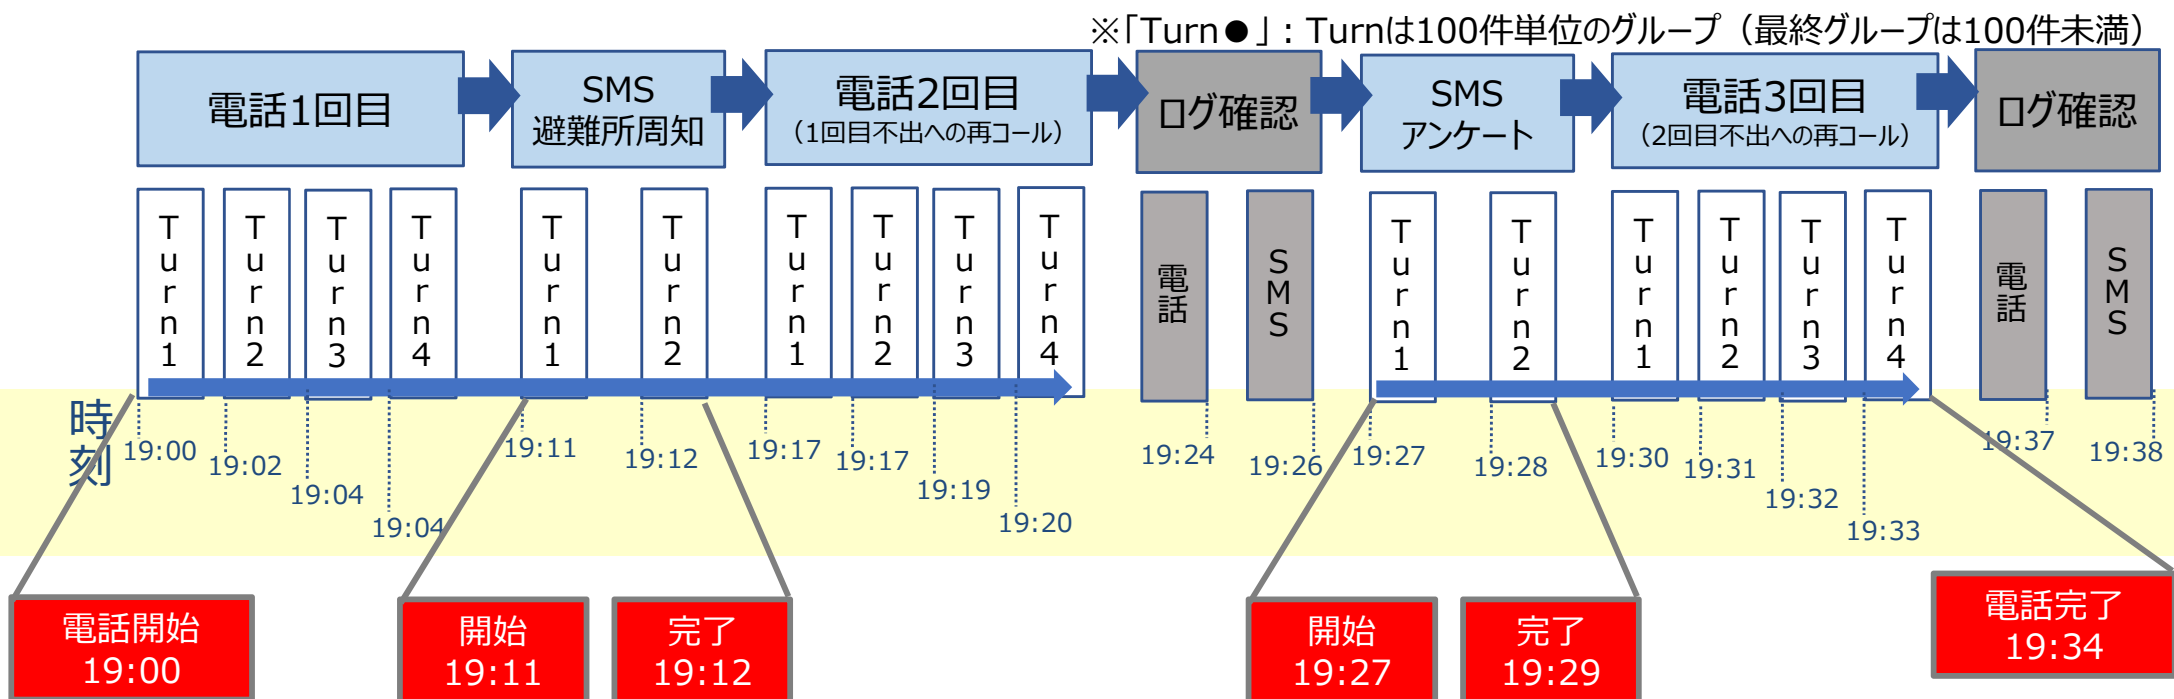 ※「Turn●」：Turnは100件単位のグループ（最終グループは100件未満）
電話1回目
SMS
避難所周知
電話2回目
（1回目不出への再コール）
ログ確認
SMS
アンケート
電話3回目
（2回目不出への再コール）
ログ確認
Turn1
Turn2
Turn3
Turn4
Turn1
Turn2
Turn1
Turn2
Turn3
Turn4
電話
SMS
Turn1
Turn2
Turn1
Turn2
Turn3
Turn4
電話
SMS
時刻
19:00
19:02
19:04
19:04
19:11
19:12
19:17
19:17
19:19
19:20
19:24
19:26
19:27
19:28
19:30
19:31
19:32
19:33
19:37
19:38
電話開始
19:00
開始
19:11
完了
19:12
開始
19:27
完了
19:29
電話完了
19:34